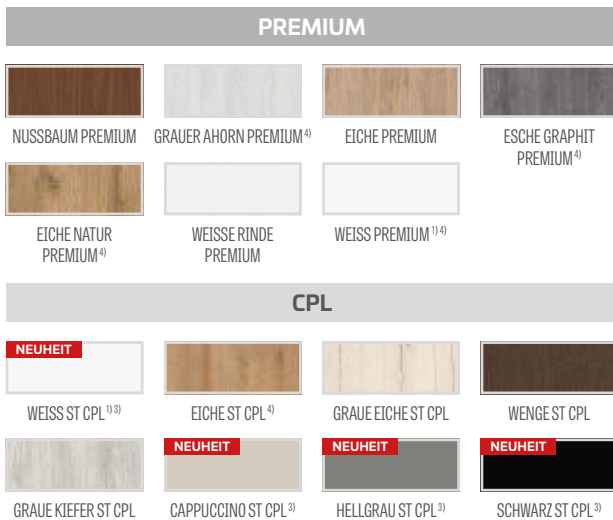 PREMIUM
NUSSBAUM PREMIUM
GRAUER AHORN PREMIUM 4)
EICHE PREMIUM
ESCHE GRAPHIT
PREMIUM 4)
EICHE NATUR
PREMIUM 4)
WEISSE RINDE
PREMIUM
WEISS PREMIUM 1) 4)
CPL
NEUHEIT
WEISS ST CPL 1) 3)
EICHE ST CPL 4)
GRAUE EICHE ST CPL
WENGE ST CPL
GRAUE KIEFER ST CPL
NEUHEIT
CAPPUCCINO ST CPL 3)
NEUHEIT
HELLGRAU ST CPL 3)
NEUHEIT
SCHWARZ ST CPL 3)